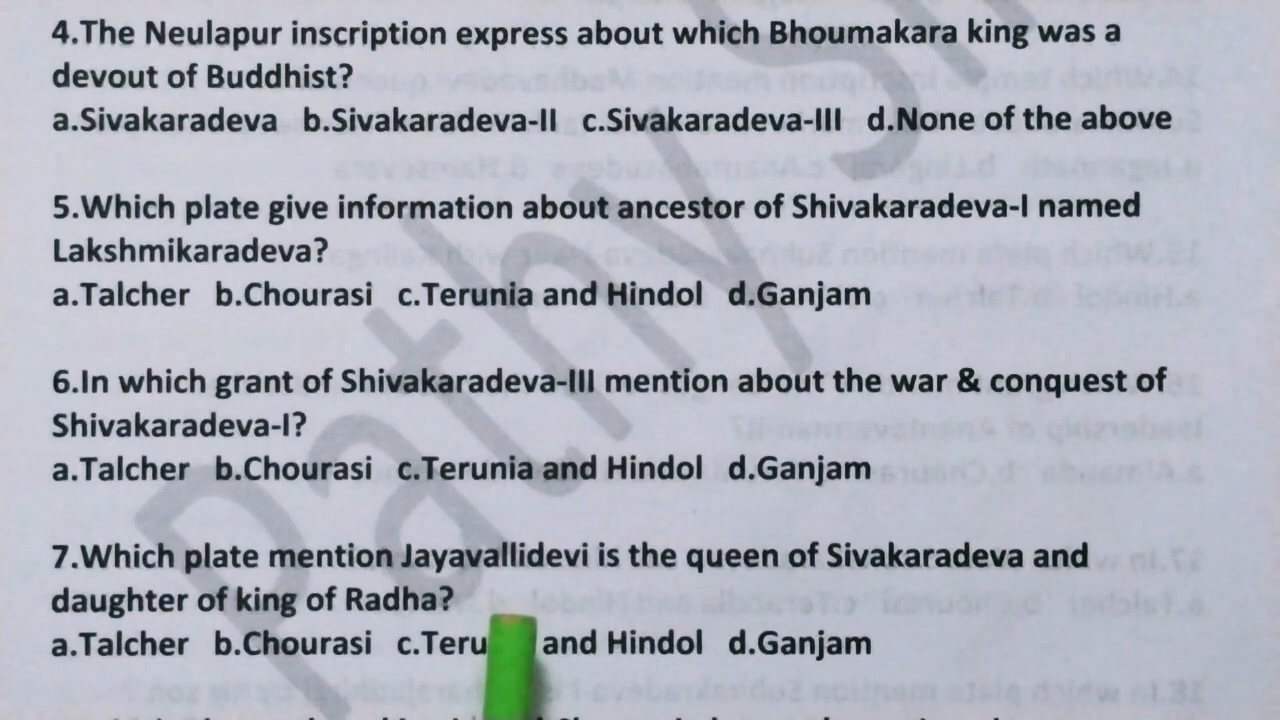 4.The Neulapur inscription express about which Bhoumakara king was a
devout of Buddhist?
a.Sivakaradeva b.Sivakaradeva-II c.Sivakaradeva-III d.None of the above
5.Which plate give information about ancestor of Shivakaradeva-I named
Lakshmikaradeva?
a.Talcher b.Chourasi c.Terunia and Hindol d.Ganjam
6.In which grant of Shivakaradeva-III mention about the war & conquest of
Shivakaradeva-I?
a.Talcher b.Chourasi c.Terunia and Hindol d.Ganjam
7.Which plate mention Jayavallidevi is the queen of Sivakaradeva and
daughter of king of Radha?
a.Talcher b.Chourasi c.Teru and Hindol d.Ganjam
Pathy